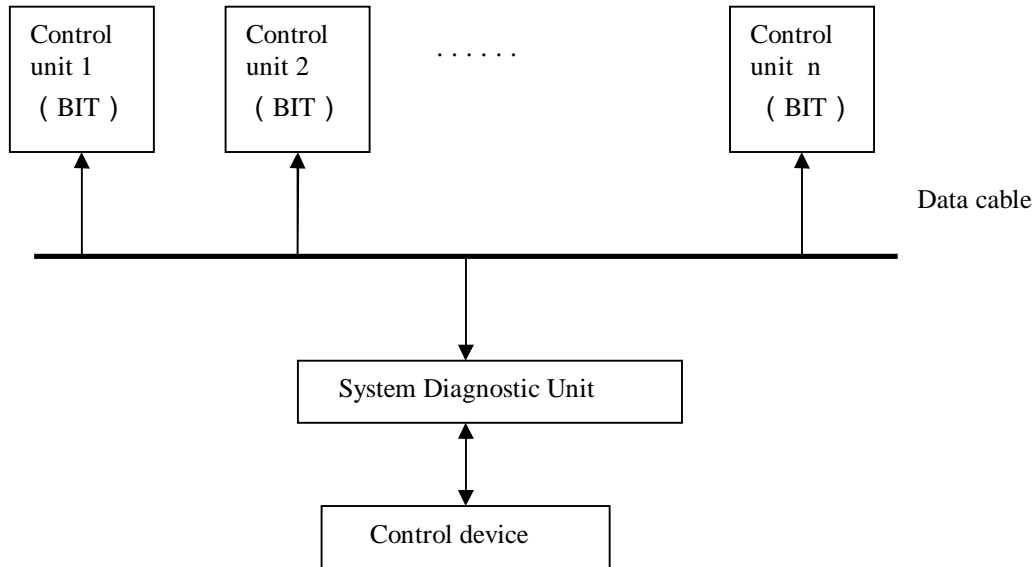 Control
unit 1
( BIT )
Control
unit 2
( BIT )
. . . . . .
Control
unit n
( BIT )
Data cable
System Diagnostic Unit
Control device